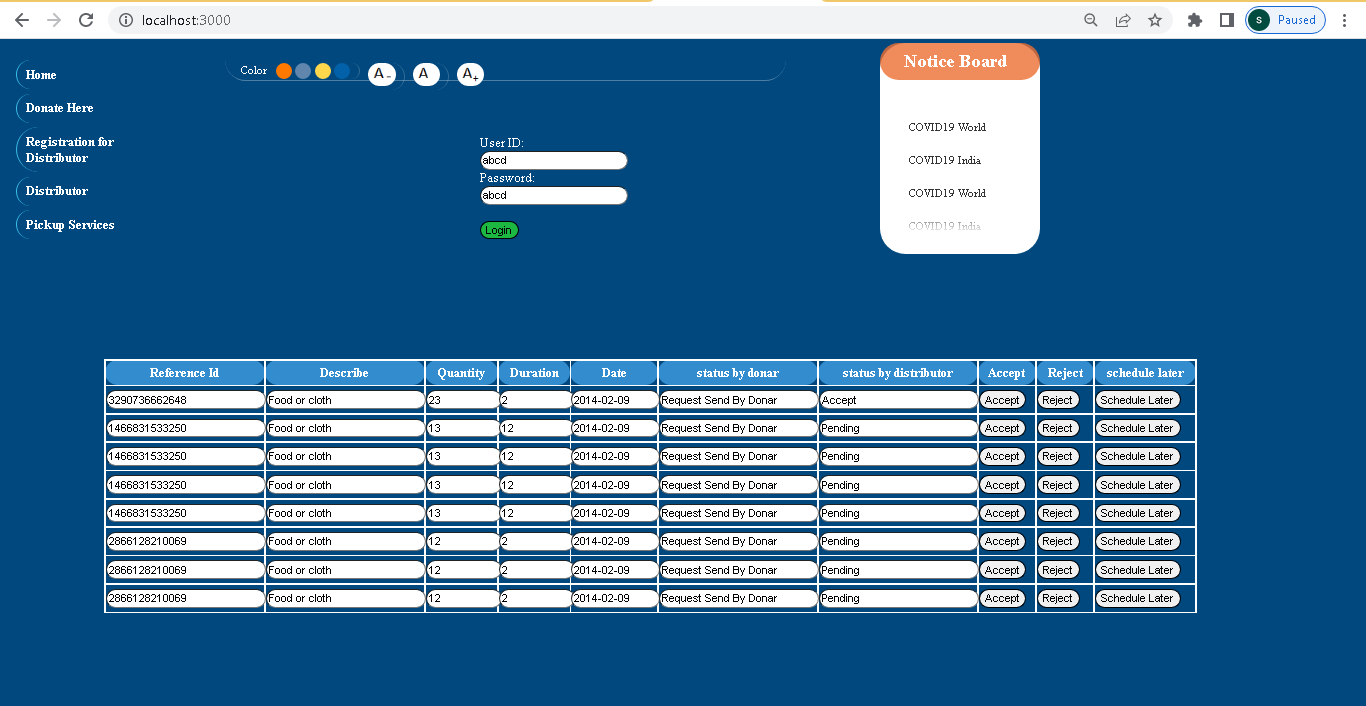 localhost:3000
S Paused
Home
Donate Here
Registration for
Distributor
Distributor
Pickup Services
Color A- A A+
User ID:
abcd
Password:
abcd
Login
Notice Board
COVID19 World
COVID19 India
COVID19 World
COVID19 India
Reference Id Describe Quantity Duration Date status by donar status by distributor Accept Reject schedule later
3290736662648 Food or cloth 23 2 2014-02-09 Request Send By Donar Accept Accept Reject Schedule Later
1466831533250 Food or cloth 13 12 2014-02-09 Request Send By Donar Pending Accept Reject Schedule Later
1466831533250 Food or cloth 13 12 2014-02-09 Request Send By Donar Pending Accept Reject Schedule Later
1466831533250 Food or cloth 13 12 2014-02-09 Request Send By Donar Pending Accept Reject Schedule Later
1466831533250 Food or cloth 13 12 2014-02-09 Request Send By Donar Pending Accept Reject Schedule Later
2866128210069 Food or cloth 12 2 2014-02-09 Request Send By Donar Pending Accept Reject Schedule Later
2866128210069 Food or cloth 12 2 2014-02-09 Request Send By Donar Pending Accept Reject Schedule Later
2866128210069 Food or cloth 12 2 2014-02-09 Request Send By Donar Pending Accept Reject Schedule Later